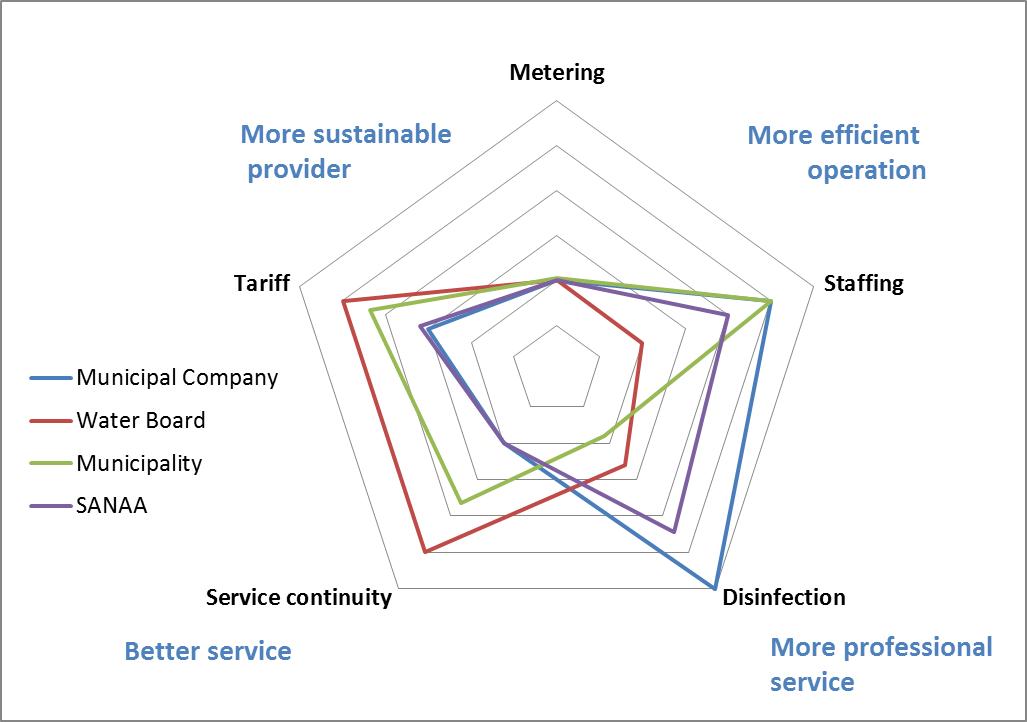 Metering
More sustainable
provider
More efficient
operation
Tariff
Staffing
Municipal Company
Water Board
Municipality
SANAA
Service continuity
Disinfection
Better service
More professional
service